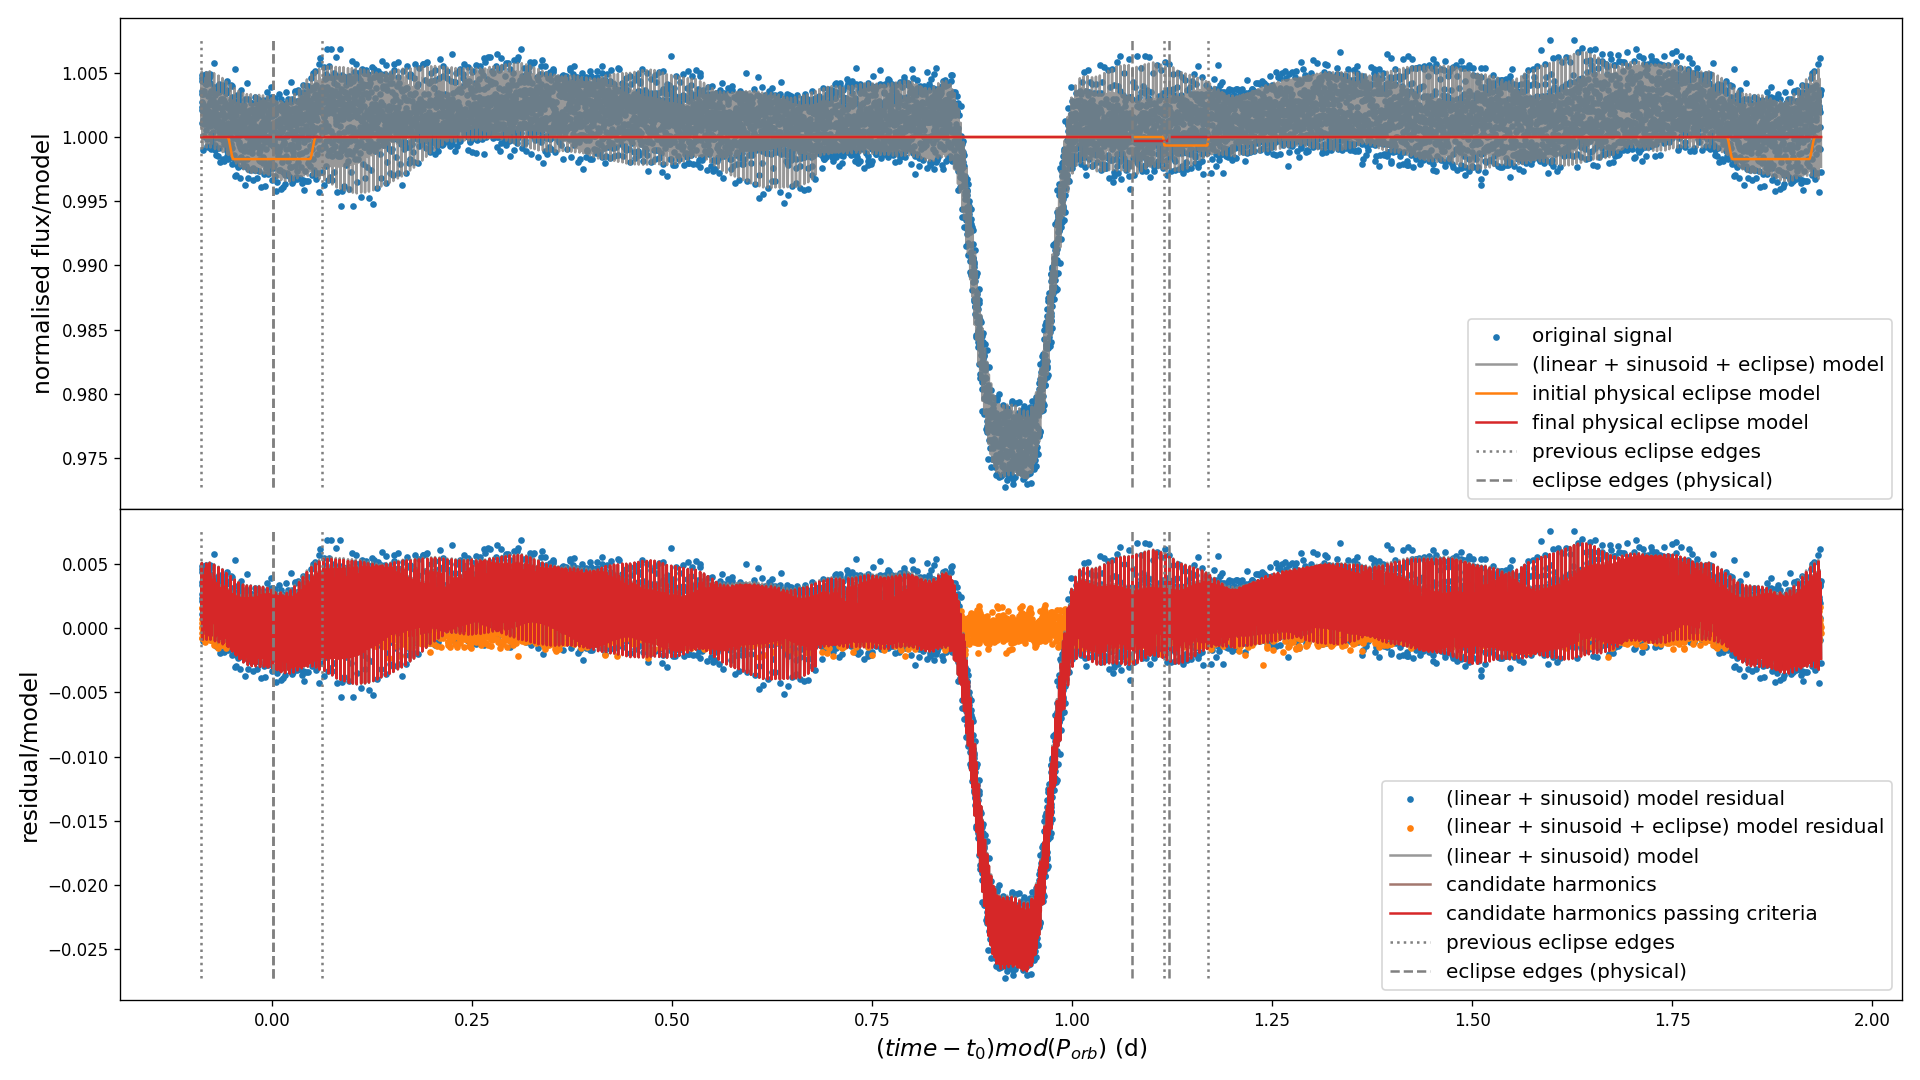 normalised flux/model
1.005
1.000
0.995
0.990
0.985
0.980
0.975
original signal
(linear + sinusoid + eclipse) model
initial physical eclipse model
final physical eclipse model
previous eclipse edges
eclipse edges (physical)
residual/model
0.005
0.000
−0.005
−0.010
−0.015
−0.020
−0.025
(linear + sinusoid) model residual
(linear + sinusoid + eclipse) model residual
(linear + sinusoid) model
candidate harmonics
candidate harmonics passing criteria
previous eclipse edges
eclipse edges (physical)
0.00 0.25 0.50 0.75 1.00 1.25 1.50 1.75 2.00
(time − t₀)mod(P_orb) (d)